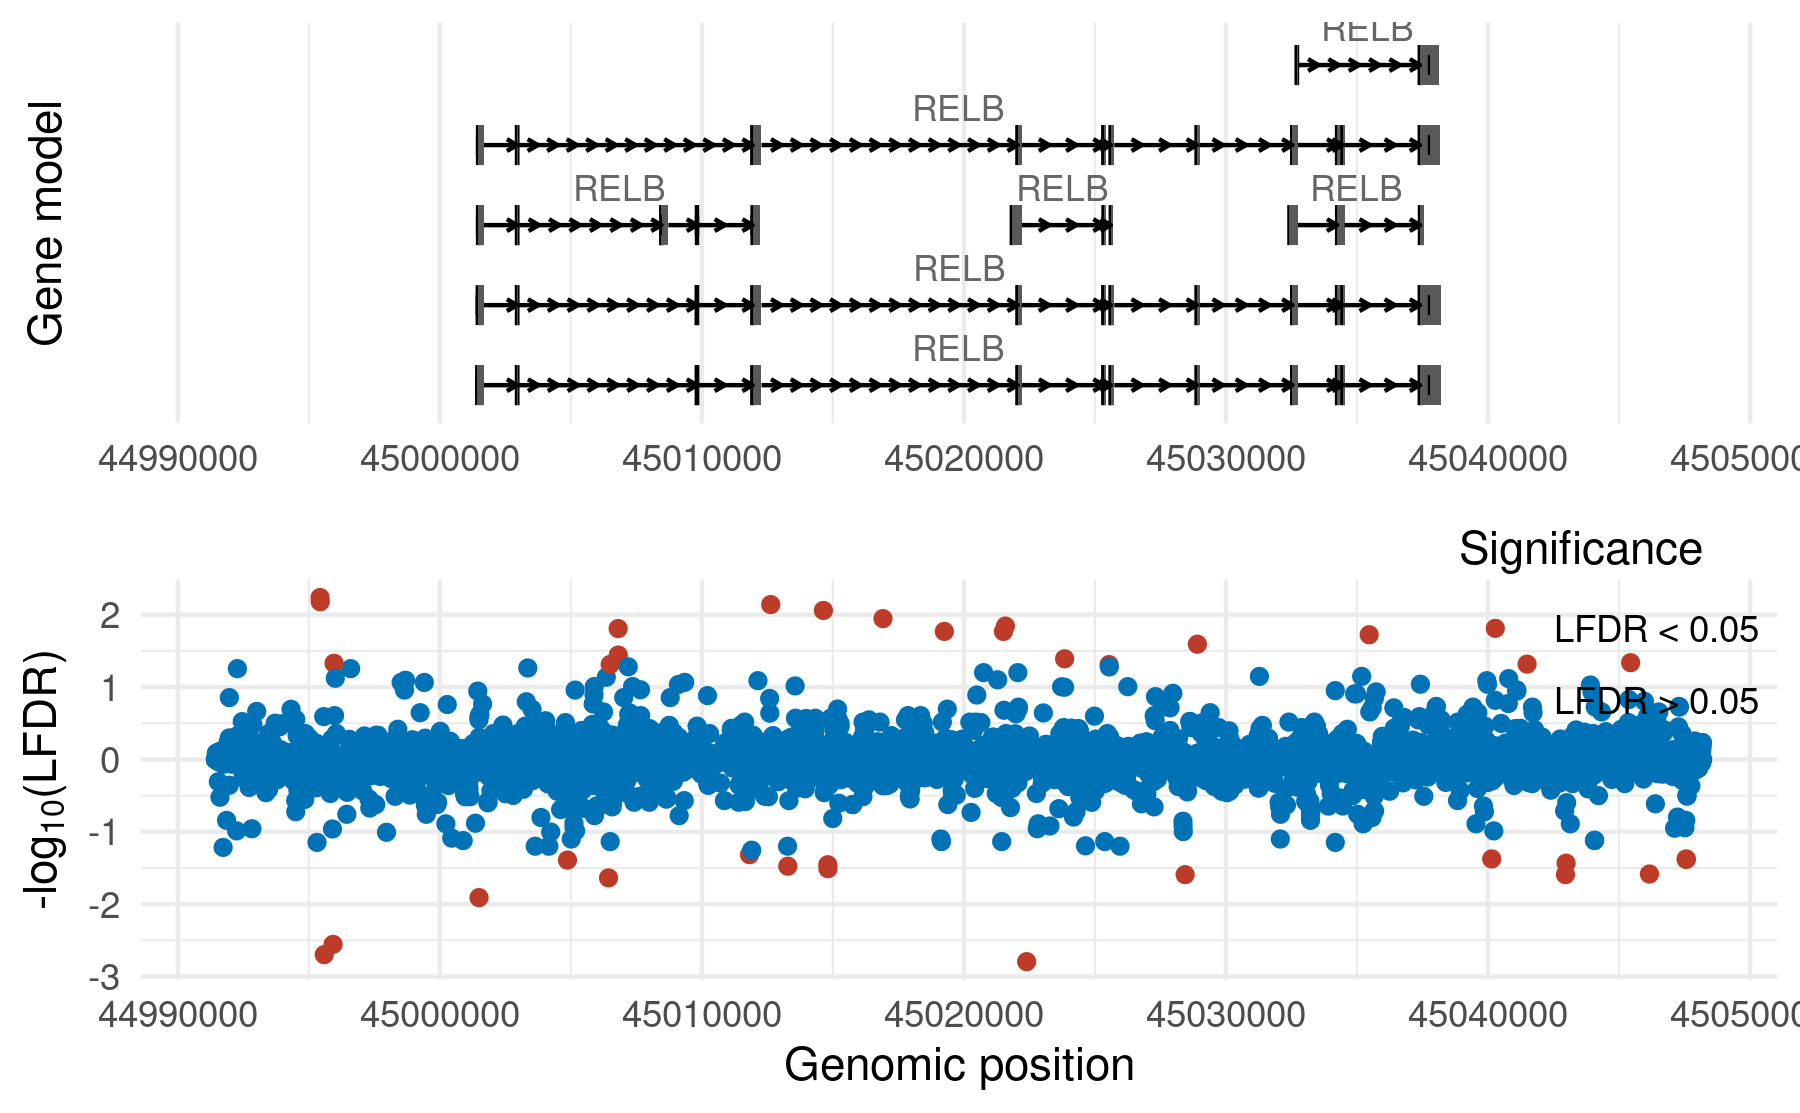 RELB
RELB
RELB RELB RELB
RELB
RELB
Gene model
44990000 45000000 45010000 45020000 45030000 45040000 4505000
Significance
LFDR < 0.05
LFDR > 0.05
2
1
0
-1
-2
-3
-log10(LFDR)
44990000 45000000 45010000 45020000 45030000 45040000 4505000
Genomic position